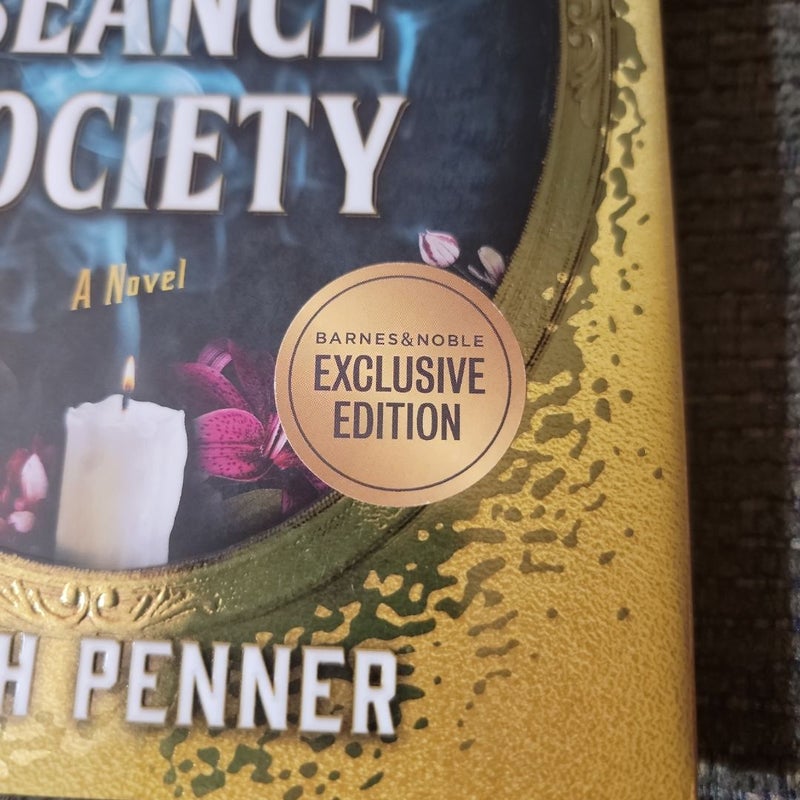 SEANCE
OCIETY
A Novel
BARNES&NOBLE
EXCLUSIVE
EDITION
H PENNER